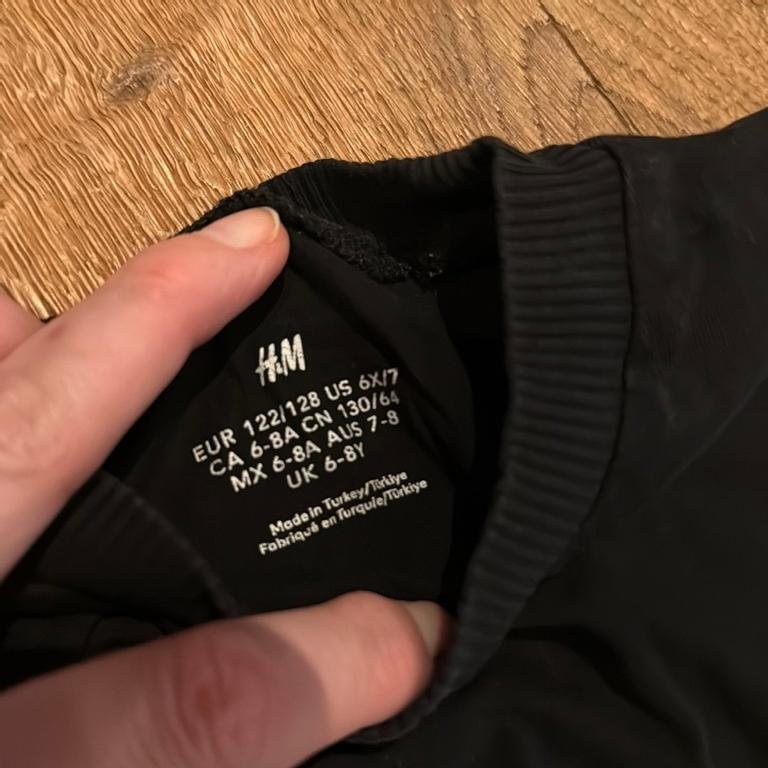 H&M
EUR 122/128 US 6X/7
CA 6-8A CN 130/64
MX 6-8A AUS 7-8
UK 6-8Y
Made in Turkey/Türkiye
Fabriqué en Turquie/Türkiye